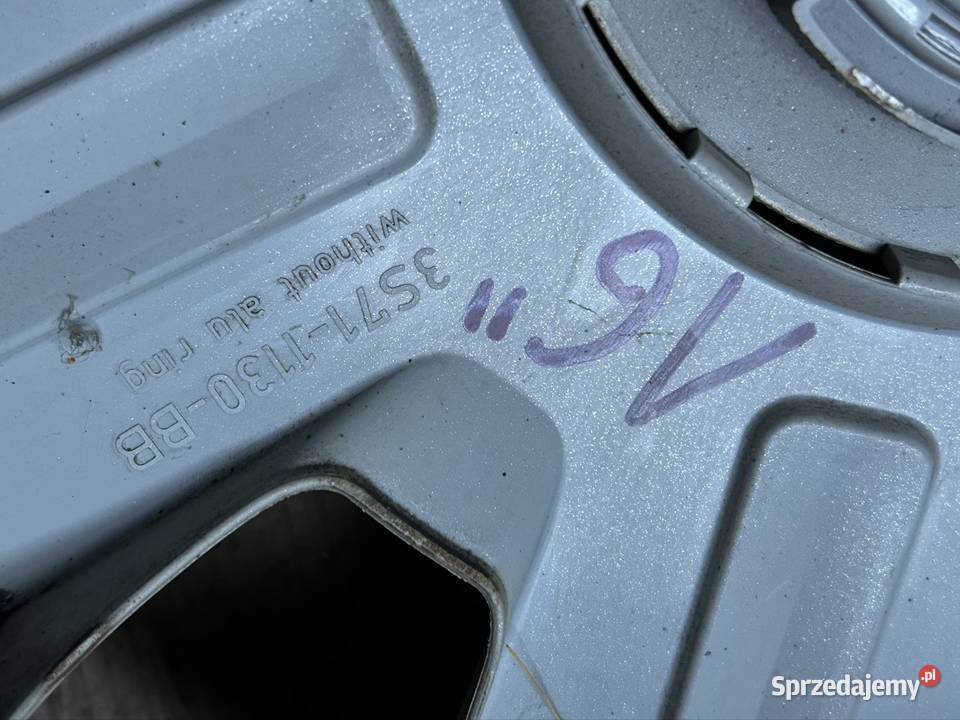 16"
3S71-1130-BB
without alu ring
Sprzedajemy.pl